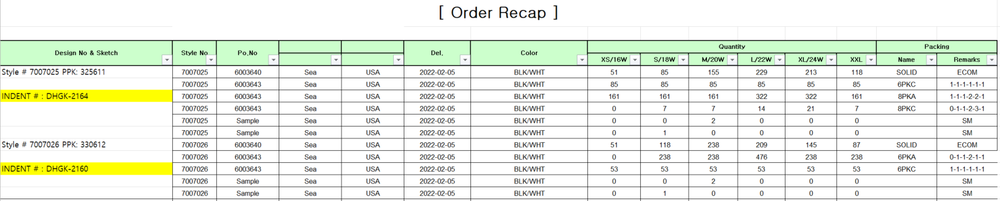 [ Order Recap ]
Quantity Packing
Design No & Sketch Style No Po.No Del. Color
XS/16W S/18W M/20W L/22W XL/24W XXL Name Remarks
Style # 7007025 PPK: 325611 7007025 6003640 Sea USA 2022-02-05 BLK/WHT 51 85 155 229 213 118 SOLID ECOM
7007025 6003643 Sea USA 2022-02-05 BLK/WHT 85 85 85 85 85 85 6PKC 1-1-1-1-1-1
INDENT # : DHGK-2164 7007025 6003643 Sea USA 2022-02-05 BLK/WHT 161 161 161 322 322 161 8PKA 1-1-1-2-2-1
7007025 6003643 Sea USA 2022-02-05 BLK/WHT 0 7 7 14 21 7 8PKC 0-1-1-2-3-1
7007025 Sample Sea USA 2022-02-05 BLK/WHT 0 0 2 0 0 0 SM
7007025 Sample Sea USA 2022-02-05 BLK/WHT 0 1 0 0 0 0 SM
Style # 7007026 PPK: 330612 7007026 6003640 Sea USA 2022-02-05 BLK/WHT 51 118 238 209 145 87 SOLID ECOM
7007026 6003643 Sea USA 2022-02-05 BLK/WHT 0 238 238 476 238 238 6PKA 0-1-1-2-1-1
INDENT # : DHGK-2160 7007026 6003643 Sea USA 2022-02-05 BLK/WHT 53 53 53 53 53 53 6PKC 1-1-1-1-1-1
7007026 Sample Sea USA 2022-02-05 BLK/WHT 0 0 2 0 0 0 SM
7007026 Sample Sea USA 2022-02-05 BLK/WHT 0 1 0 0 0 0 SM